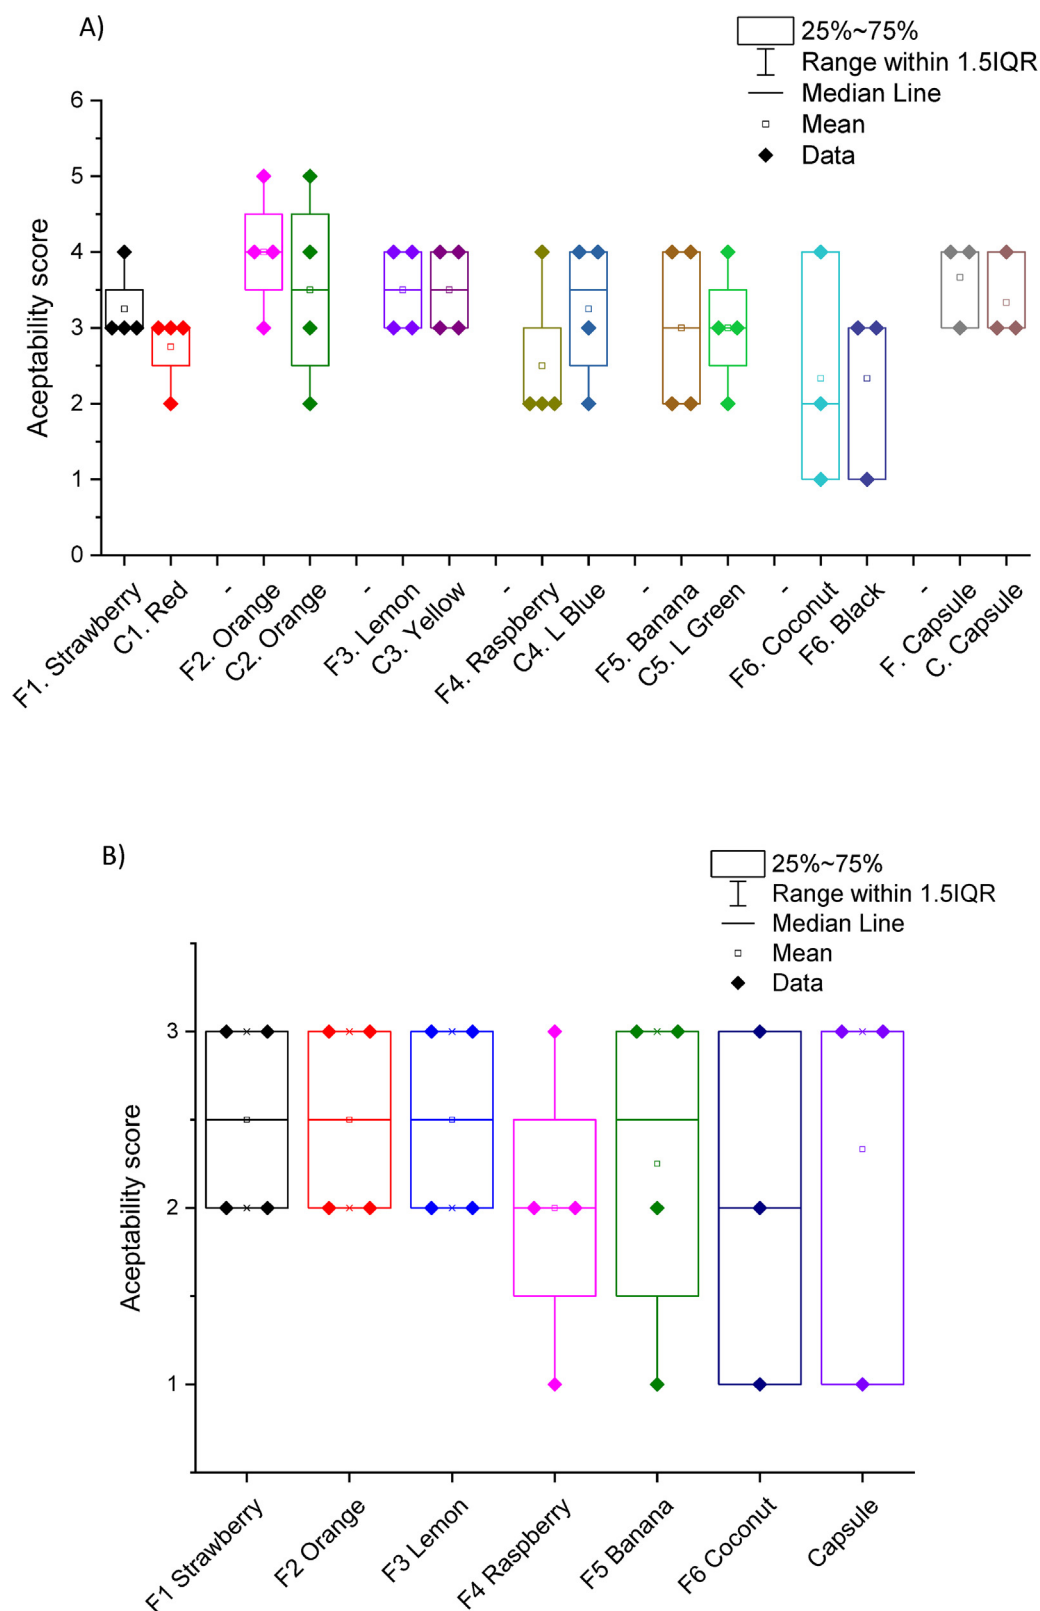 A)
25%~75%
Range within 1.5IQR
Median Line
Mean
Data
Aceptability score
6
5
4
3
2
1
0
F1. Strawberry
C1. Red
-
F2. Orange
C2. Orange
-
F3. Lemon
C3. Yellow
-
F4. Raspberry
C4. L Blue
-
F5. Banana
C5. L Green
-
F6. Coconut
F6. Black
-
F. Capsule
C. Capsule
B)
25%~75%
Range within 1.5IQR
Median Line
Mean
Data
Aceptability score
3
2
1
F1 Strawberry
F2 Orange
F3 Lemon
F4 Raspberry
F5 Banana
F6 Coconut
Capsule